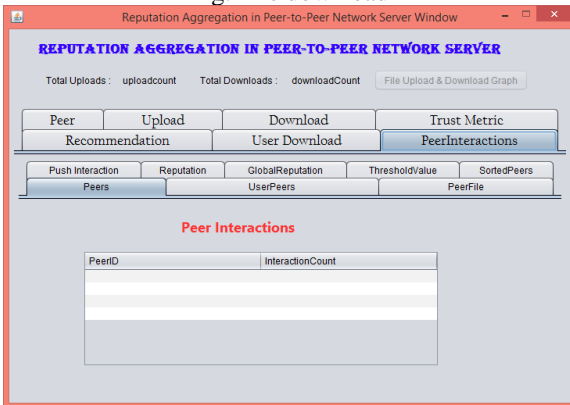 Reputation Aggregation in Peer-to-Peer Network Server Window
REPUTATION AGGREGATION IN PEER-TO-PEER NETWORK SERVER
Total Uploads : uploadcount Total Downloads : downloadCount File Upload & Download Graph
Peer Upload Download Trust Metric
Recommendation User Download PeerInteractions
Push Interaction Reputation GlobalReputation ThresholdValue SortedPeers
Peers UserPeers PeerFile
Peer Interactions
PeerID InteractionCount